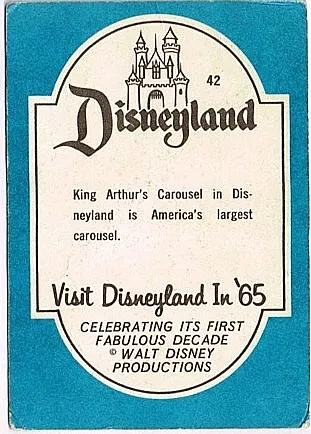 42
Disneyland
King Arthur's Carousel in Dis-
neyland is America's largest
carousel.
Visit Disneyland In '65
CELEBRATING ITS FIRST
FABULOUS DECADE
© WALT DISNEY
PRODUCTIONS